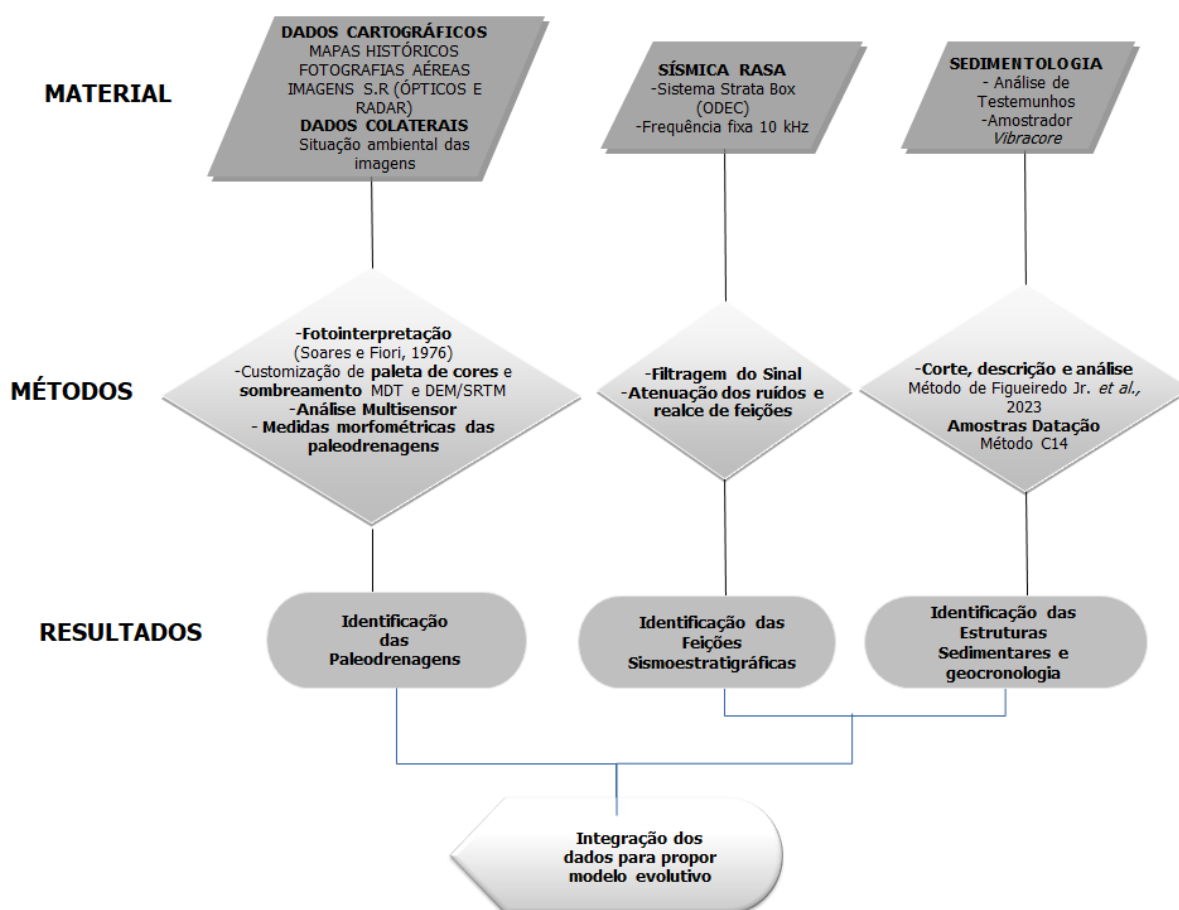 MATERIAL
DADOS CARTOGRÁFICOS
MAPAS HISTÓRICOS
FOTOGRAFIAS AÉREAS
IMAGENS S.R (ÓPTICOS E
RADAR)
DADOS COLATERAIS
Situação ambiental das
imagens
SÍSMICA RASA
-Sistema Strata Box
(ODEC)
-Frequência fixa 10 kHz
SEDIMENTOLOGIA
- Análise de
Testemunhos
-Amostrador
Vibracore
MÉTODOS
-Fotointerpretação
(Soares e Fiori, 1976)
-Customização de paleta de cores e
sombreamento MDT e DEM/SRTM
-Análise Multisensor
- Medidas morfométricas das
paleodrenagens
-Filtragem do Sinal
-Atenuação dos ruídos e
realce de feições
-Corte, descrição e análise
Método de Figueiredo Jr. et al.,
2023
Amostras Datação
Método C14
RESULTADOS
Identificação
das
Paleodrenagens
Identificação das
Feições
Sismoestratigráficas
Identificação das
Estruturas
Sedimentares e
geocronologia
Integração dos
dados para propor
modelo evolutivo